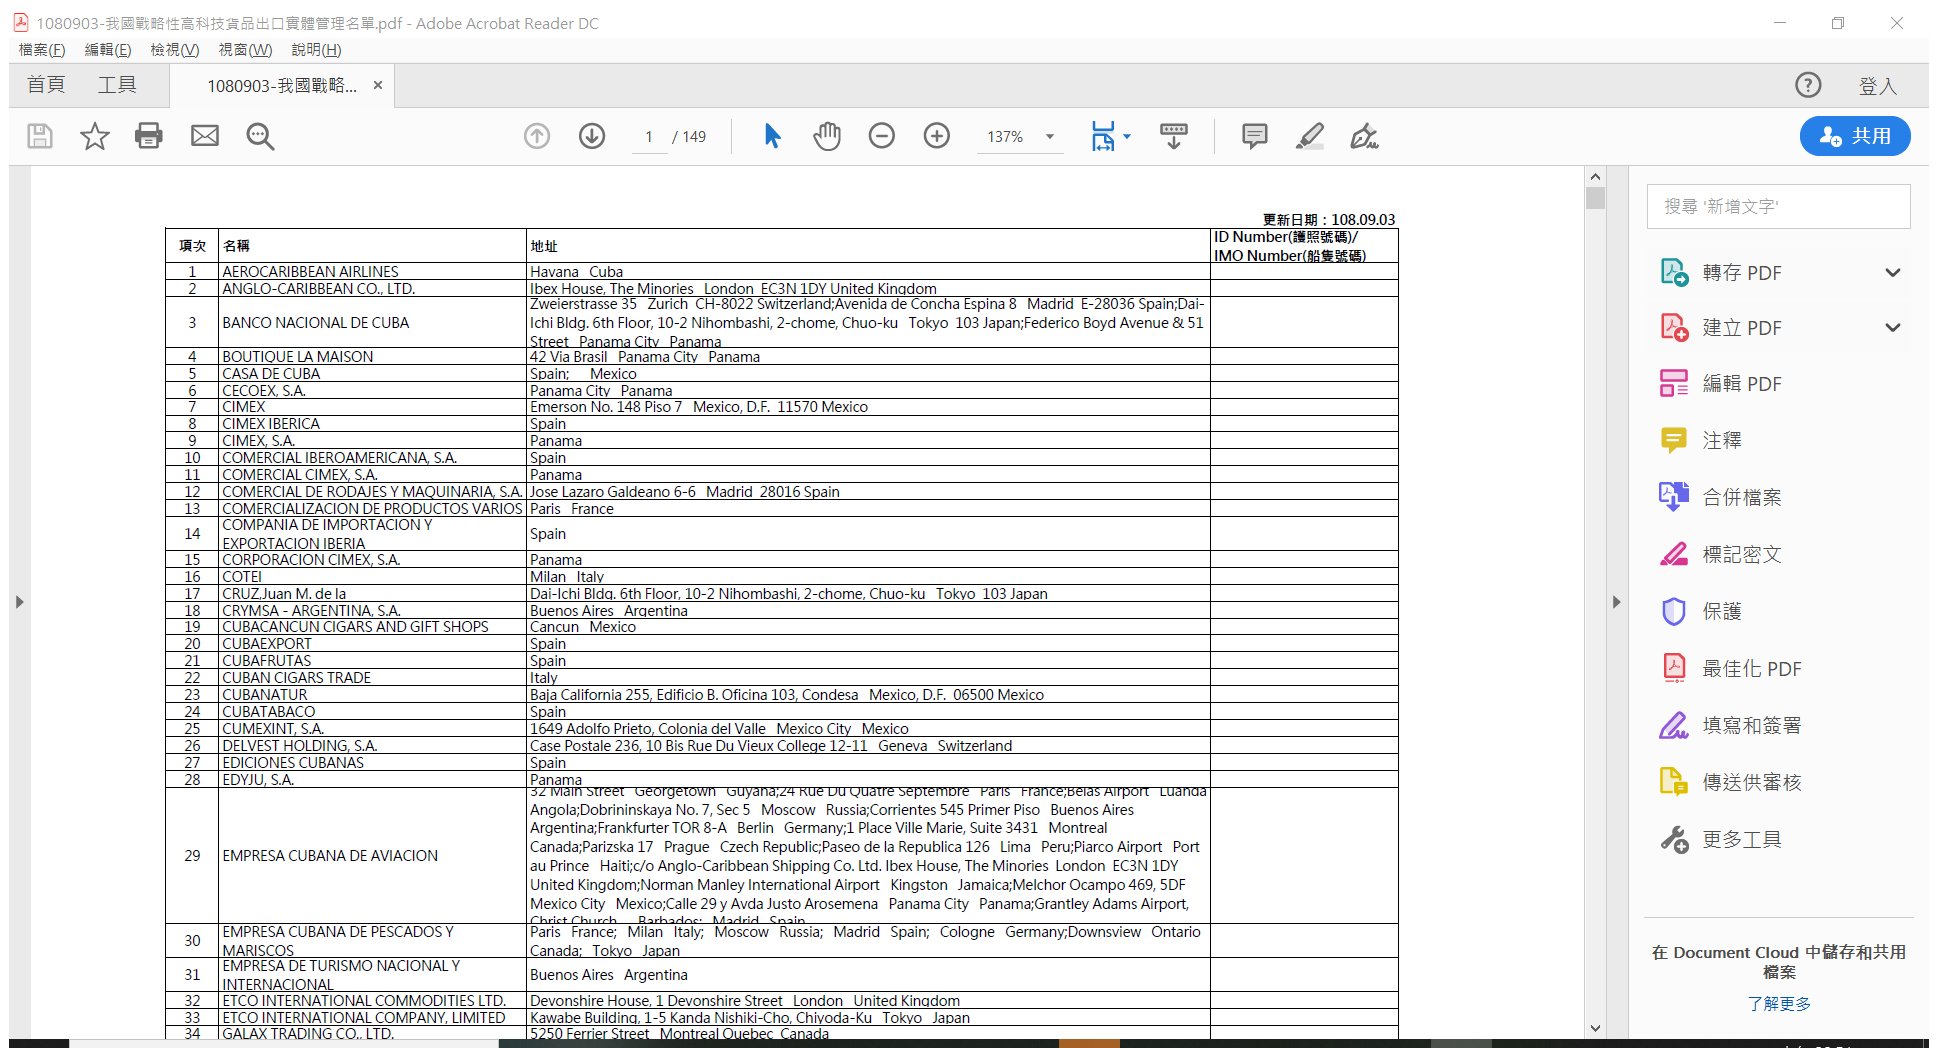 1080903-我國戰略性高科技貨品出口實體管理名單.pdf - Adobe Acrobat Reader DC
檔案(F) 編輯(E) 檢視(V) 視窗(W) 說明(H)
首頁 工具 1080903-我國戰略... × 登入
1 / 149 137% 共用
更新日期：108.09.03
項次 名稱 地址 ID Number(護照號碼)/
IMO Number(船隻號碼)
1 AEROCARIBBEAN AIRLINES Havana Cuba
2 ANGLO-CARIBBEAN CO., LTD. Ibex House, The Minories London EC3N 1DY United Kingdom
3 BANCO NACIONAL DE CUBA Zweierstrasse 35 Zurich CH-8022 Switzerland;Avenida de Concha Espina 8 Madrid E-28036 Spain;Dai-
Ichi Bldg. 6th Floor, 10-2 Nihombashi, 2-chome, Chuo-ku Tokyo 103 Japan;Federico Boyd Avenue & 51
Street Panama City Panama
4 BOUTIQUE LA MAISON 42 Via Brasil Panama City Panama
5 CASA DE CUBA Spain; Mexico
6 CECOEX, S.A. Panama City Panama
7 CIMEX Emerson No. 148 Piso 7 Mexico, D.F. 11570 Mexico
8 CIMEX IBERICA Spain
9 CIMEX, S.A. Panama
10 COMERCIAL IBEROAMERICANA, S.A. Spain
11 COMERCIAL CIMEX, S.A. Panama
12 COMERCIAL DE RODAJES Y MAQUINARIA, S.A. Jose Lazaro Galdeano 6-6 Madrid 28016 Spain
13 COMERCIALIZACION DE PRODUCTOS VARIOS Paris France
14 COMPANIA DE IMPORTACION Y
EXPORTACION IBERIA Spain
15 CORPORACION CIMEX, S.A. Panama
16 COTEI Milan Italy
17 CRUZ,Juan M. de la Dai-Ichi Bldg. 6th Floor, 10-2 Nihombashi, 2-chome, Chuo-ku Tokyo 103 Japan
18 CRYMSA - ARGENTINA, S.A. Buenos Aires Argentina
19 CUBACANCUN CIGARS AND GIFT SHOPS Cancun Mexico
20 CUBAEXPORT Spain
21 CUBAFRUTAS Spain
22 CUBAN CIGARS TRADE Italy
23 CUBANATUR Baja California 255, Edificio B. Oficina 103, Condesa Mexico, D.F. 06500 Mexico
24 CUBATABACO Spain
25 CUMEXINT, S.A. 1649 Adolfo Prieto, Colonia del Valle Mexico City Mexico
26 DELVEST HOLDING, S.A. Case Postale 236, 10 Bis Rue Du Vieux College 12-11 Geneva Switzerland
27 EDICIONES CUBANAS Spain
28 EDYJU, S.A. Panama
29 EMPRESA CUBANA DE AVIACION 32 Main Street Georgetown Guyana;24 Rue Du Quatre Septembre Paris France;Belas Airport Luanda
Angola;Dobrininskaya No. 7, Sec 5 Moscow Russia;Corrientes 545 Primer Piso Buenos Aires
Argentina;Frankfurter TOR 8-A Berlin Germany;1 Place Ville Marie, Suite 3431 Montreal
Canada;Parizska 17 Prague Czech Republic;Paseo de la Republica 126 Lima Peru;Piarco Airport Port
au Prince Haiti;c/o Anglo-Caribbean Shipping Co. Ltd. Ibex House, The Minories London EC3N 1DY
United Kingdom;Norman Manley International Airport Kingston Jamaica;Melchor Ocampo 469, 5DF
Mexico City Mexico;Calle 29 y Avda Justo Arosemena Panama City Panama;Grantley Adams Airport,
Christ Church Barbados; Madrid Spain
30 EMPRESA CUBANA DE PESCADOS Y
MARISCOS Paris France; Milan Italy; Moscow Russia; Madrid Spain; Cologne Germany;Downsview Ontario
Canada; Tokyo Japan
31 EMPRESA DE TURISMO NACIONAL Y
INTERNACIONAL Buenos Aires Argentina
32 ETCO INTERNATIONAL COMMODITIES LTD. Devonshire House, 1 Devonshire Street London United Kingdom
33 ETCO INTERNATIONAL COMPANY, LIMITED Kawabe Building, 1-5 Kanda Nishiki-Cho, Chiyoda-Ku Tokyo Japan
34 GALAX TRADING CO., LTD. 5250 Ferrier Street Montreal Quebec Canada
搜尋 '新增文字'
轉存 PDF
建立 PDF
編輯 PDF
注釋
合併檔案
標記密文
保護
最佳化 PDF
填寫和簽署
傳送供審核
更多工具
在 Document Cloud 中儲存和共用
檔案
了解更多